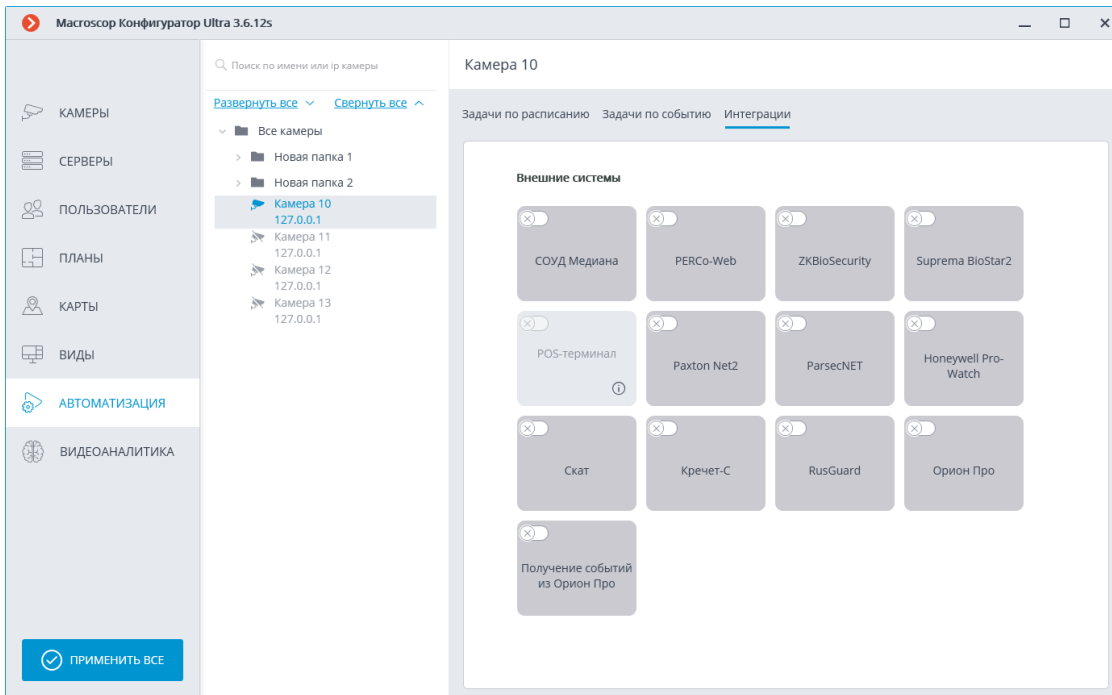 Macroscop Конфигуратор Ultra 3.6.12s
КАМЕРЫ
СЕРВЕРЫ
ПОЛЬЗОВАТЕЛИ
ПЛАНЫ
КАРТЫ
ВИДЫ
АВТОМАТИЗАЦИЯ
ВИДЕОАНАЛИТИКА
ПРИМЕНИТЬ ВСЕ
Поиск по имени или ip камеры
Развернуть все Свернуть все
Все камеры
Новая папка 1
Новая папка 2
Камера 10
127.0.0.1
Камера 11
127.0.0.1
Камера 12
127.0.0.1
Камера 13
127.0.0.1
Камера 10
Задачи по расписанию Задачи по событию Интеграции
Внешние системы
СОУД Медиана PERCo-Web ZKBioSecurity Suprema BioStar2
POS-терминал Paxton Net2 ParsecNET Honeywell Pro-
Watch
Скат Кречет-С RusGuard Орион Про
Получение событий
из Орион Про